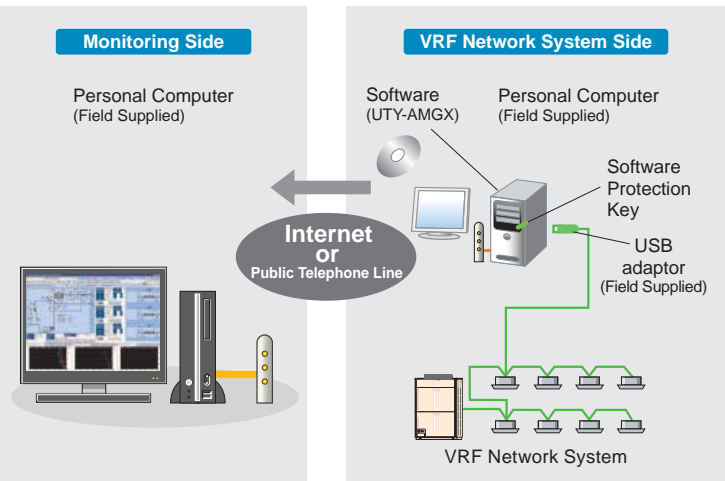 Monitoring Side
Personal Computer
(Field Supplied)
Internet
or
Public Telephone Line
VRF Network System Side
Software
(UTY-AMGX)
Personal Computer
(Field Supplied)
Software
Protection
Key
USB
adaptor
(Field Supplied)
VRF Network System